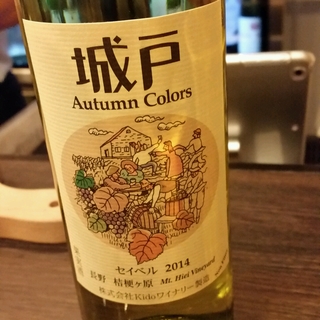 城戸
Autumn Colors
セイベル 2014
長野 桔梗ヶ原 Mt. Hiei Vineyard
株式会社Kidoワイナリー製造